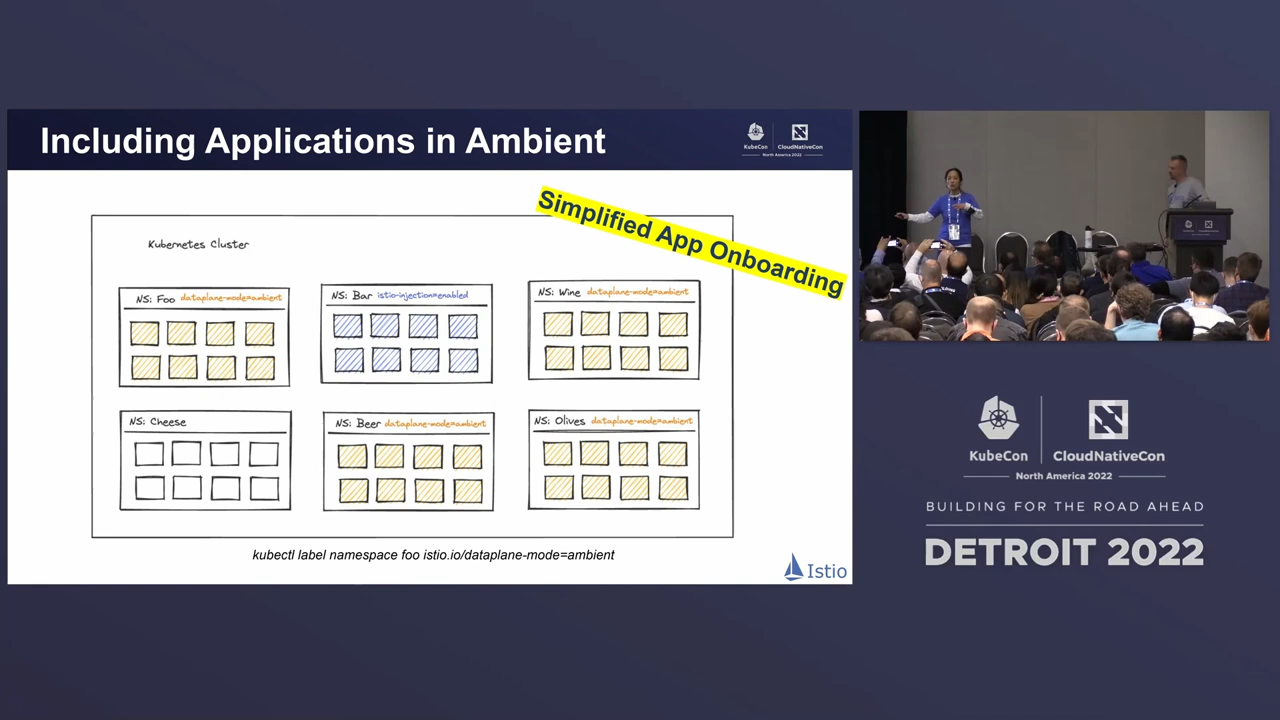 Including Applications in Ambient
KubeCon
CloudNativeCon
North America 2022
Simplified App Onboarding
Kubernetes Cluster
NS: Foo dataplane-mode=ambient
NS: Bar istio-injection=enabled
NS: Wine dataplane-mode=ambient
NS: Cheese
NS: Beer dataplane-mode=ambient
NS: Olives dataplane-mode=ambient
kubectl label namespace foo istio.io/dataplane-mode=ambient
Istio
KubeCon
CloudNativeCon
North America 2022
BUILDING FOR THE ROAD AHEAD
DETROIT 2022